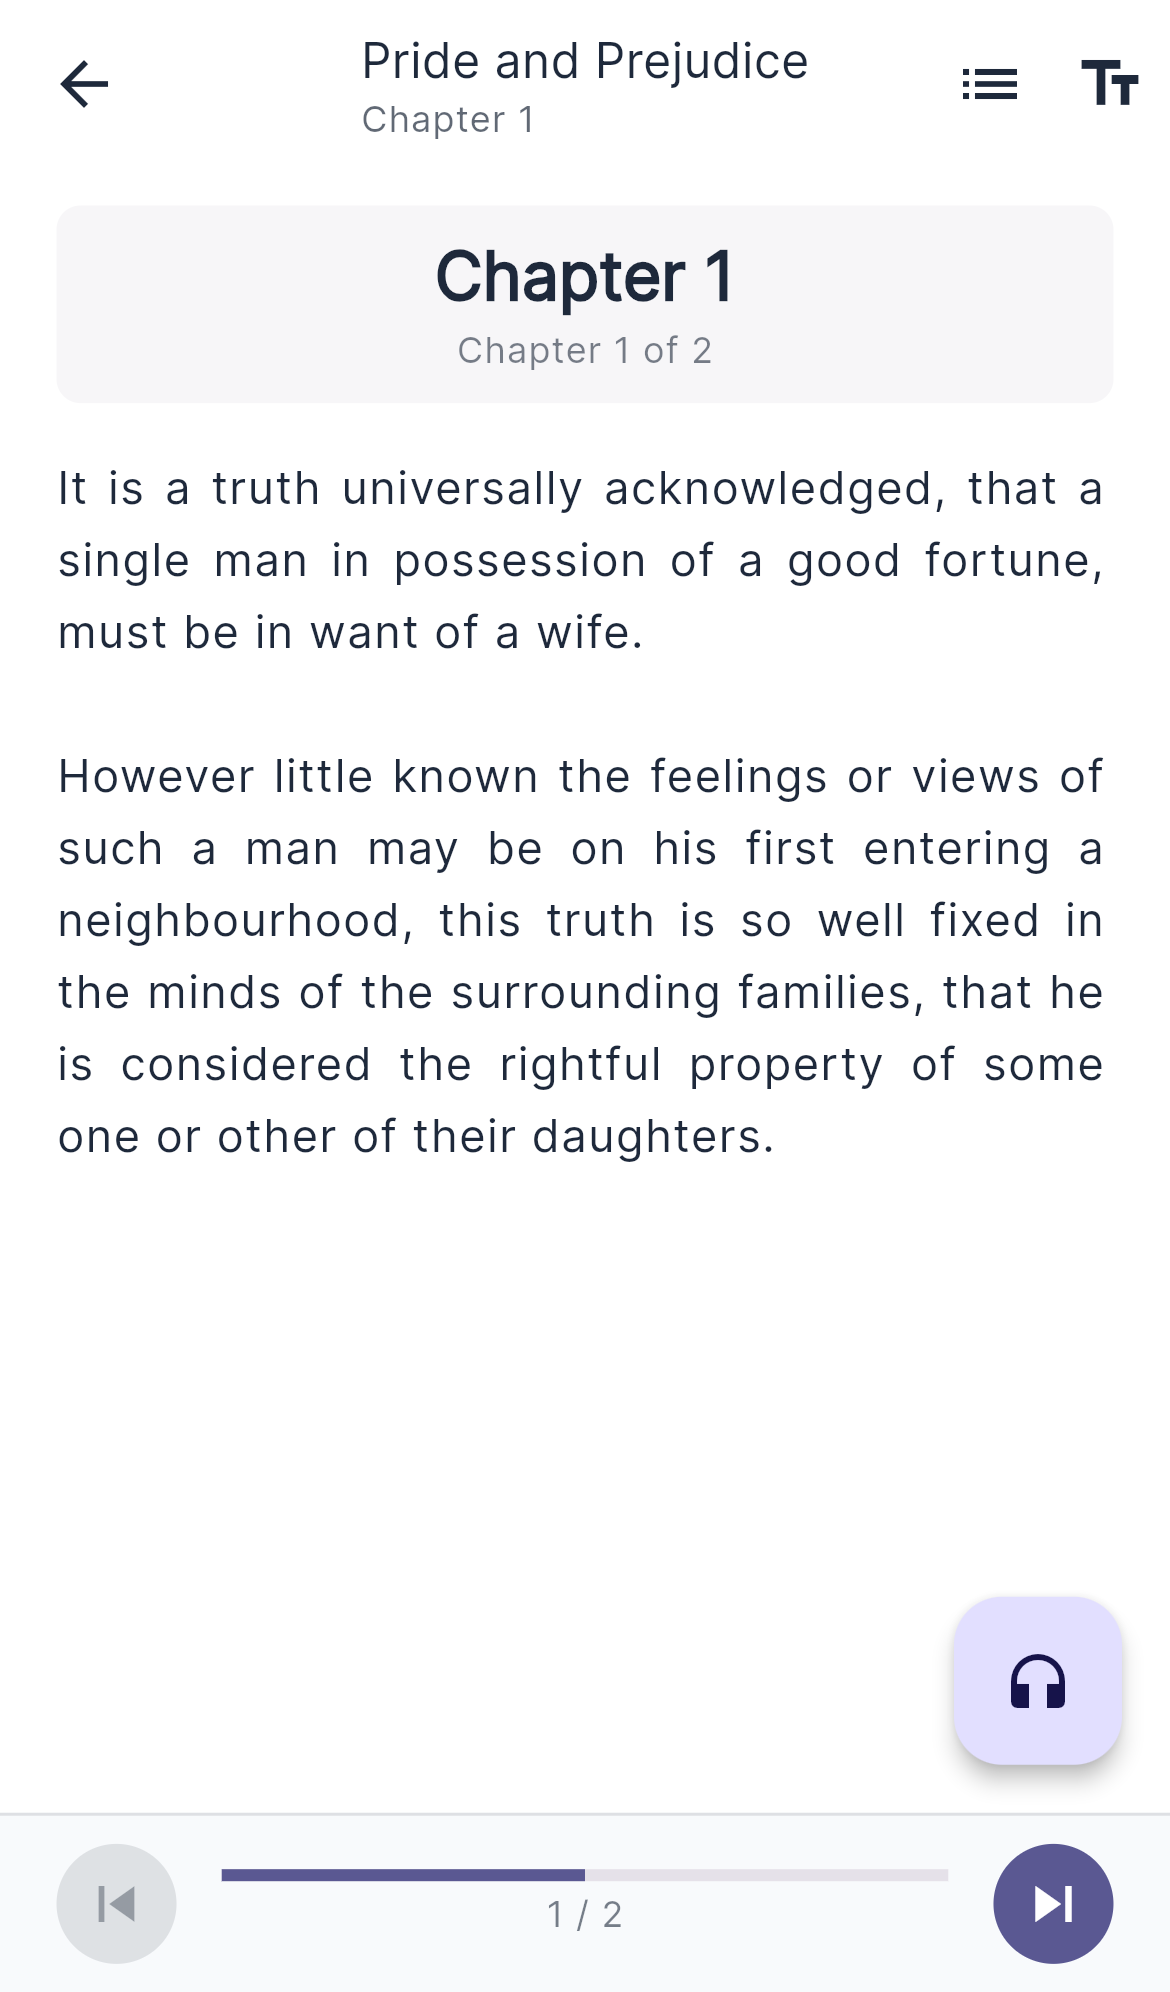 Pride and Prejudice
Chapter 1
Chapter 1
Chapter 1 of 2
It is a truth universally acknowledged, that a
single man in possession of a good fortune,
must be in want of a wife.
However little known the feelings or views of
such a man may be on his first entering a
neighbourhood, this truth is so well fixed in
the minds of the surrounding families, that he
is considered the rightful property of some
one or other of their daughters.
1 / 2